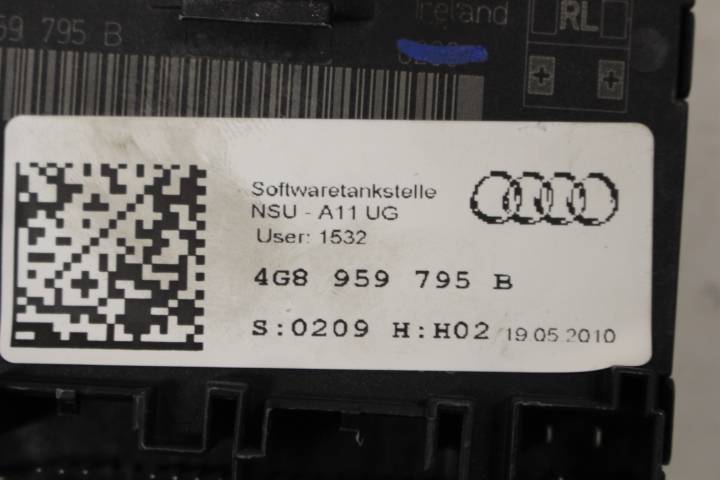 Ireland
RL
59 795 B
Softwaretankstelle
NSU - A11 UG
User: 1532
4G8 959 795 B
S:0209 H:H02 19.05.2010